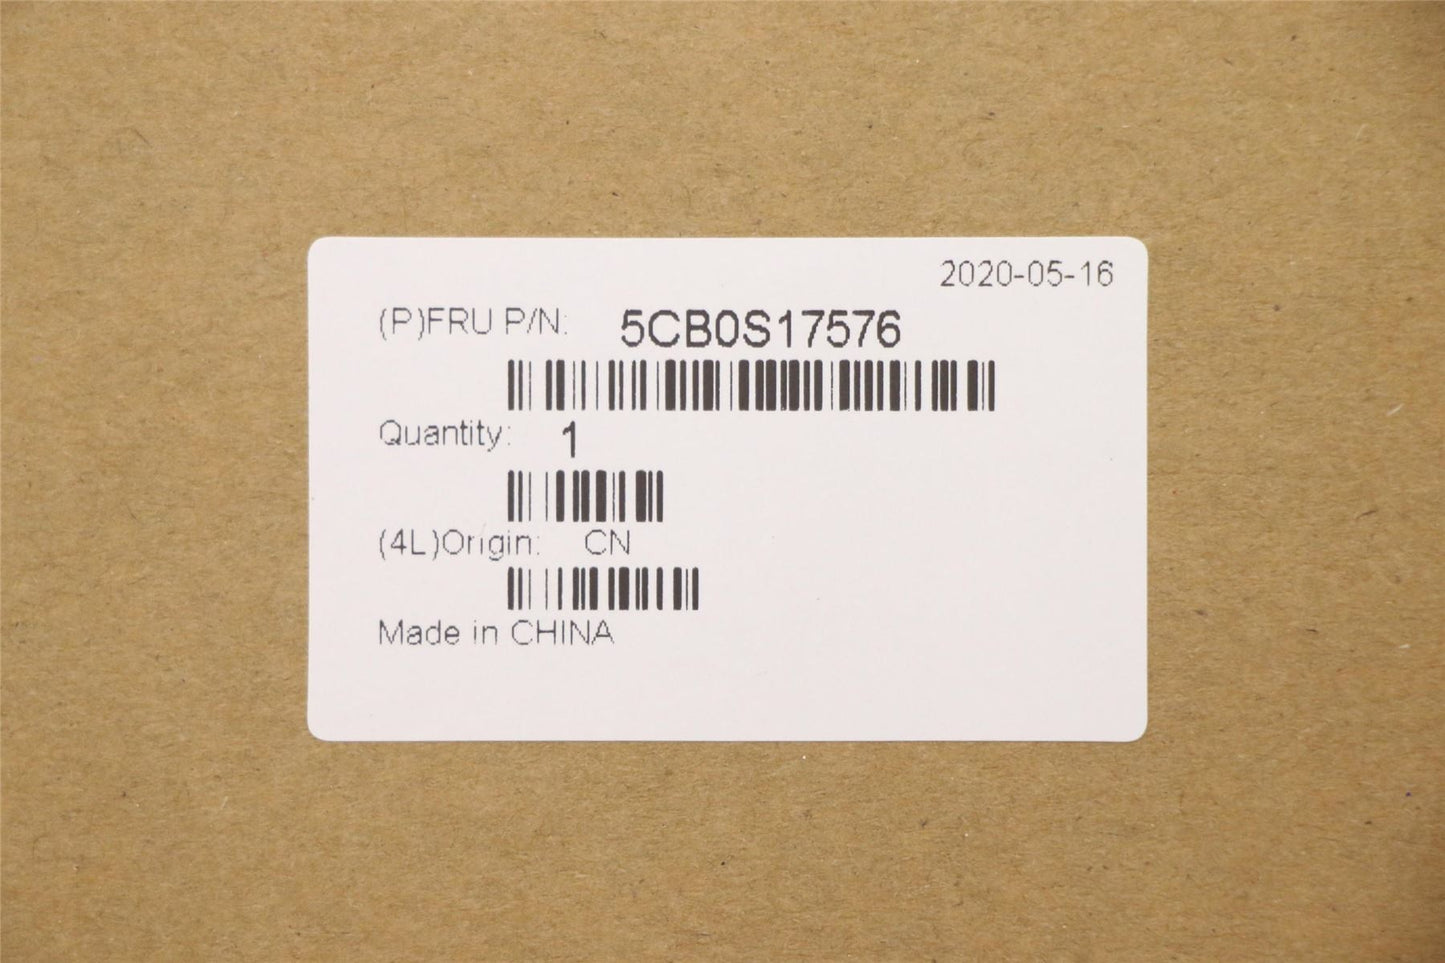 2020-05-16
(P)FRU P/N: 5CB0S17576
Quantity: 1
(4L)Origin: CN
Made in CHINA